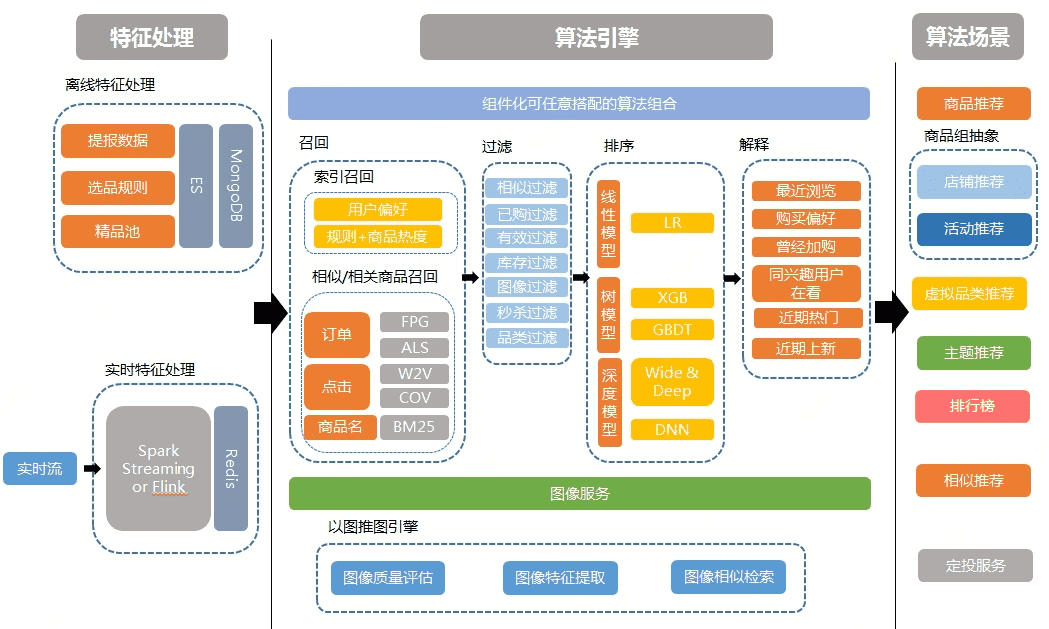 特征处理
算法引擎
算法场景
离线特征处理
提报数据
选品规则
精品池
ES
MongoDB
实时特征处理
实时流
Spark
Streaming
or Flink
Redis
组件化可任意搭配的算法组合
召回
索引召回
用户偏好
规则+商品热度
相似/相关商品召回
订单
FPG
ALS
点击
W2V
COV
商品名
BM25
过滤
相似过滤
已购过滤
有效过滤
库存过滤
图像过滤
秒杀过滤
品类过滤
排序
线性模型
LR
树模型
XGB
GBDT
深度模型
Wide &
Deep
DNN
解释
最近浏览
购买偏好
曾经加购
同兴趣用户
在看
近期热门
近期上新
图像服务
以图推图引擎
图像质量评估
图像特征提取
图像相似检索
商品推荐
商品组抽象
店铺推荐
活动推荐
虚拟品类推荐
主题推荐
排行榜
相似推荐
定投服务